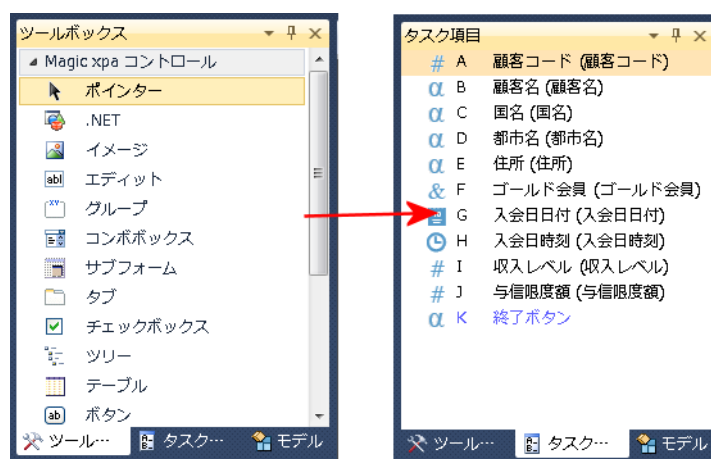 ツールボックス
Magic xpa コントロール
ポインター
.NET
イメージ
abl エディット
XY グループ
コンボボックス
サブフォーム
タブ
チェックボックス
ツリー
テーブル
ab ボタン
ツール… タスク… モデル
タスク項目
# A 顧客コード (顧客コード)
α B 顧客名 (顧客名)
α C 国名 (国名)
α D 都市名 (都市名)
α E 住所 (住所)
& F ゴールド会員 (ゴールド会員)
G 入会日日付 (入会日日付)
H 入会日時刻 (入会日時刻)
# I 収入レベル (収入レベル)
# J 与信限度額 (与信限度額)
α K 終了ボタン
ツール… タスク… モデル